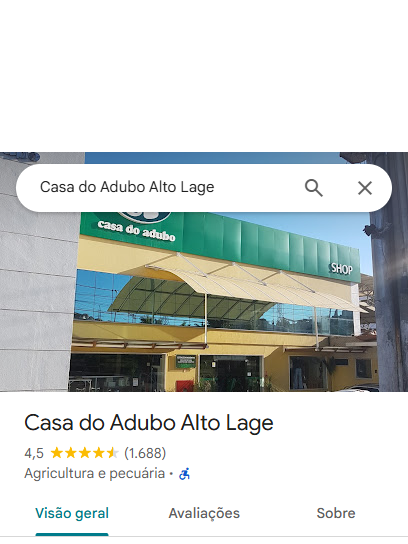 Casa do Adubo Alto Lage
casa do adubo
SHOP
Casa do Adubo Alto Lage
4,5 (1.688)
Agricultura e pecuária ·
Visão geral Avaliações Sobre